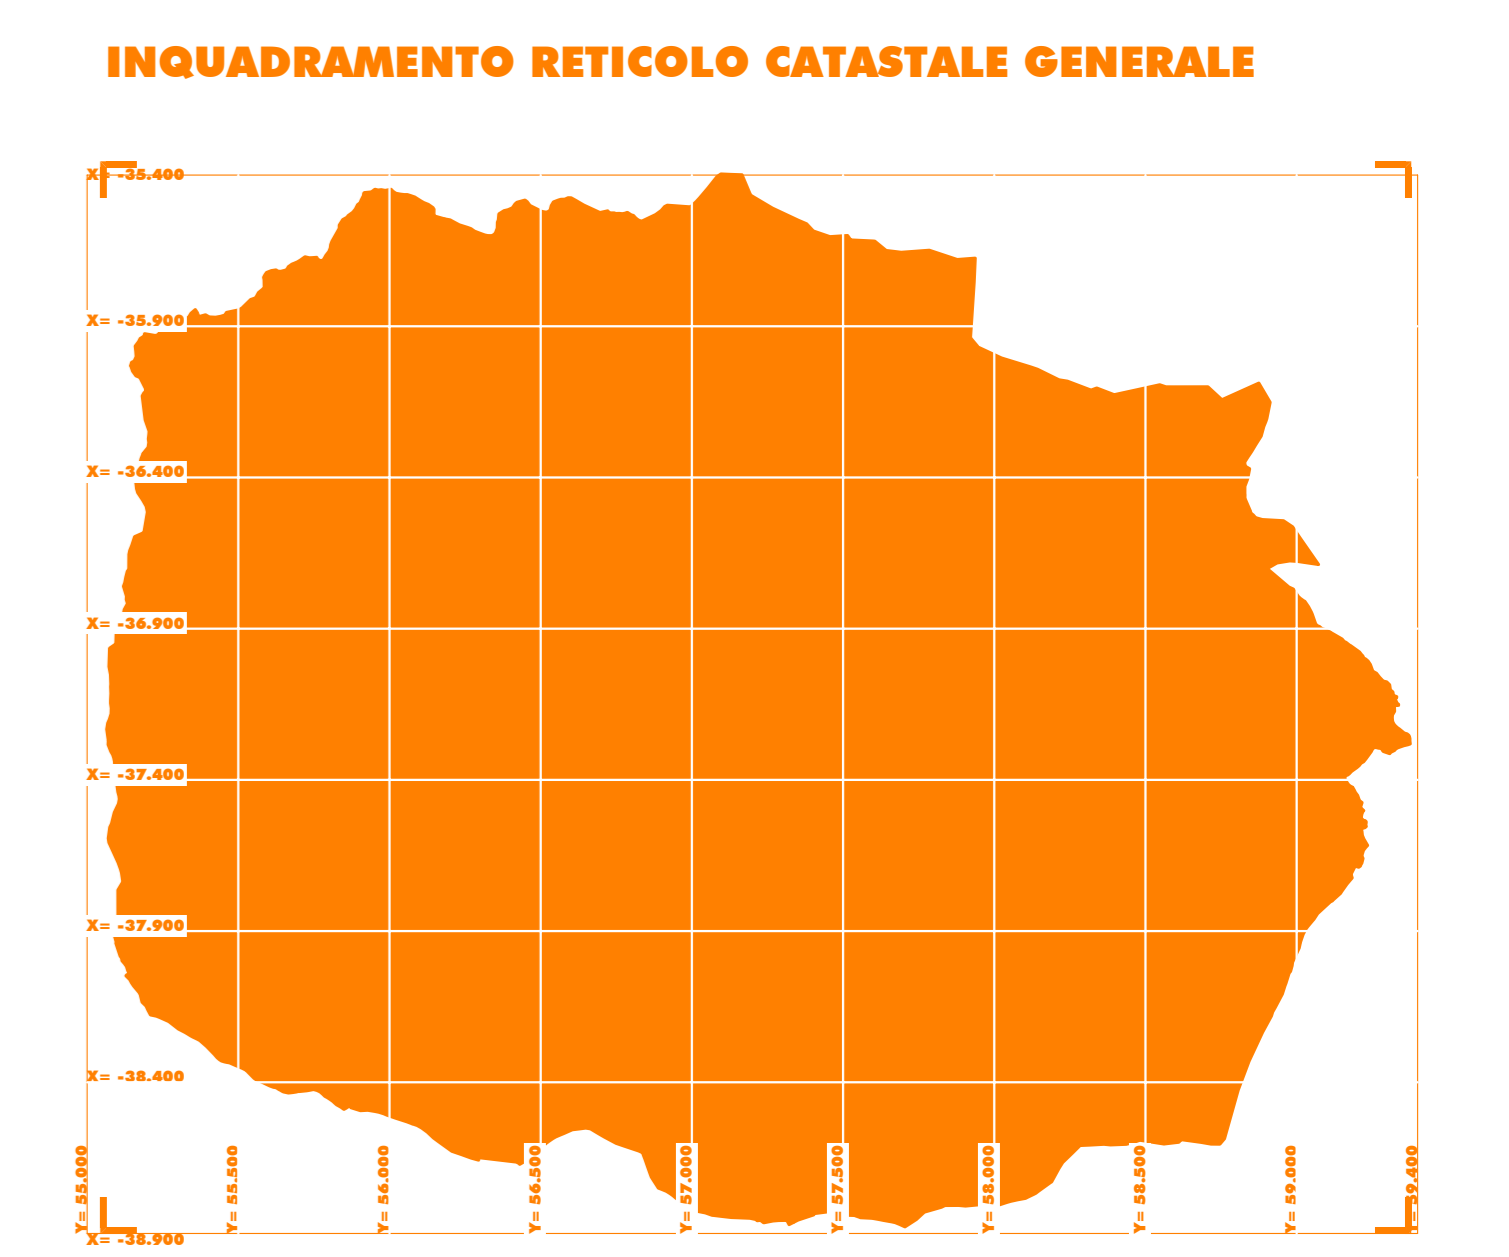 INQUADRAMENTO RETICOLO CATASTALE GENERALE
X= -35.400
X= -35.900
X= -36.400
X= -36.900
X= -37.400
X= -37.900
X= -38.400
X= -38.900
Y= 55.000
Y= 55.500
Y= 56.000
Y= 56.500
Y= 57.000
Y= 57.500
Y= 58.000
Y= 58.500
Y= 59.000
Y= 59.400